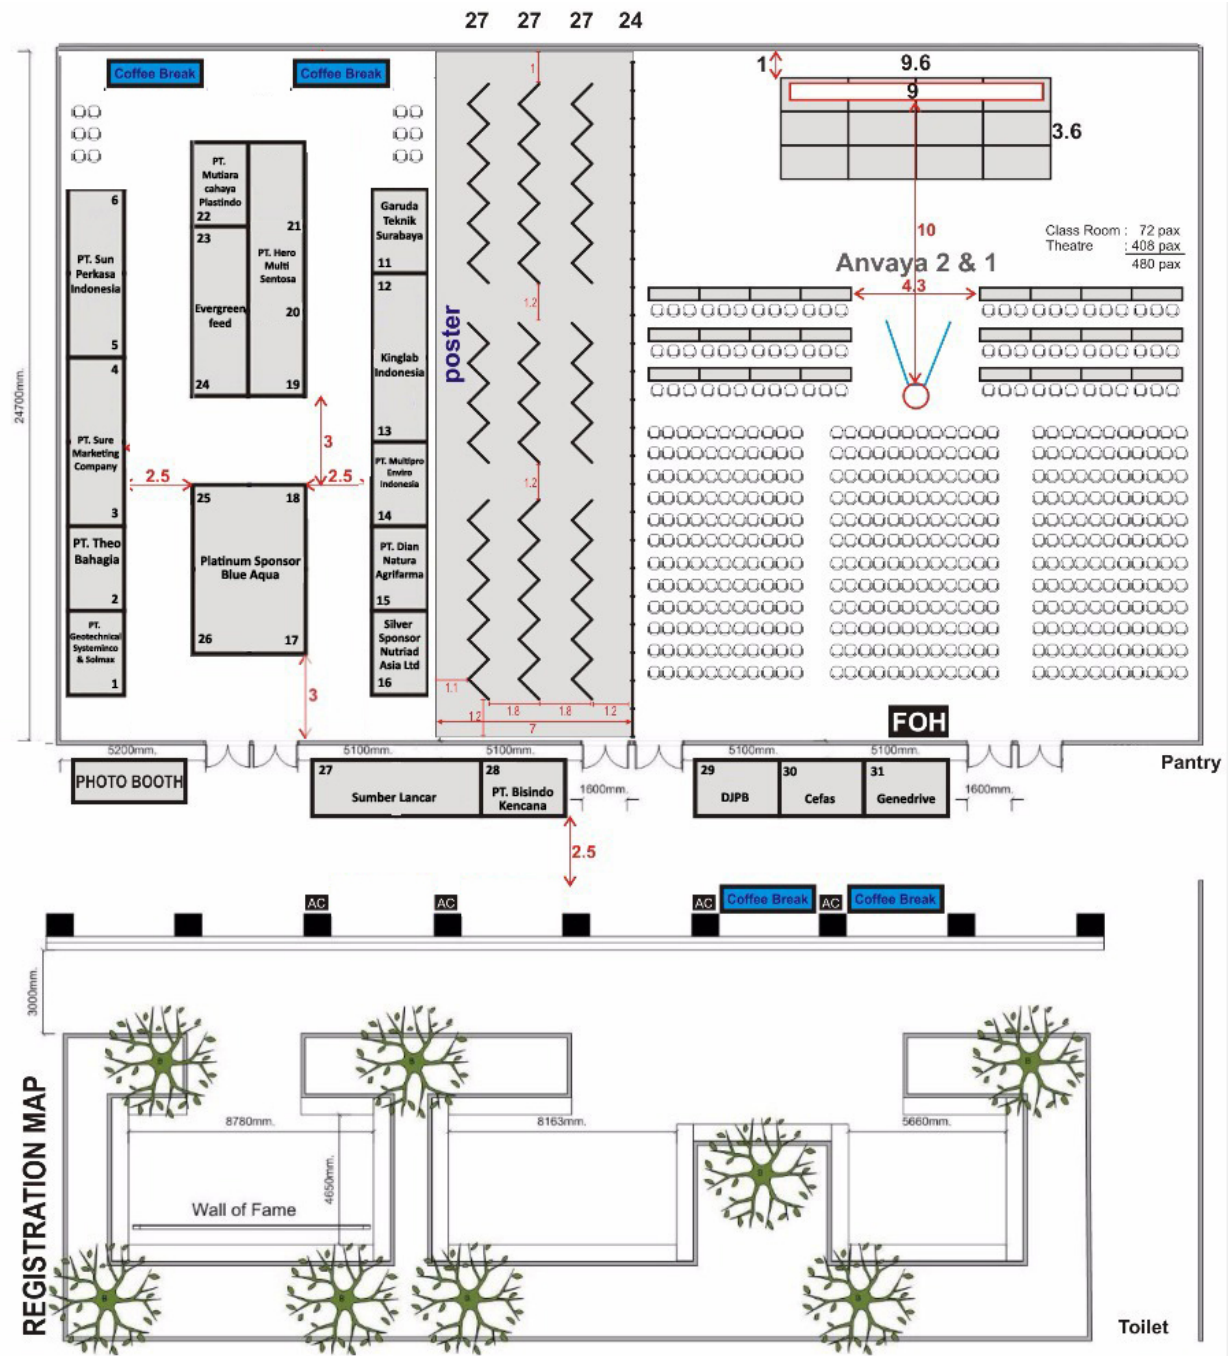 27 27 27 24
Coffee Break
Coffee Break
1
1
9.6
9
3.6
10
Class Room : 72 pax
Theatre : 408 pax
480 pax
Anvaya 2 & 1
4.3
24700mm.
6
PT. Sun
Perkasa
Indonesia
5
4
PT. Sure
Marketing
Company
3
PT. Theo
Bahagia
2
PT.
Geotechnical
Systeminco
& Solmax
1
PT.
Mutiara
cahaya
Plastindo
22
23
Evergreen
feed
24
21
PT. Hero
Multi
Sentosa
20
19
3
2.5
2.5
25
18
Platinum Sponsor
Blue Aqua
26
17
3
Garuda
Teknik
Surabaya
11
12
Kinglab
Indonesia
13
PT. Multipro
Enviro
Indonesia
14
PT. Dian
Natura
Agrifarma
15
Silver
Sponsor
Nutriad
Asia Ltd
16
poster
1.2
1.2
1.1
1.2
1.8
1.8
1.2
7
FOH
5200mm.
5100mm.
5100mm.
5100mm.
5100mm.
Pantry
PHOTO BOOTH
27
Sumber Lancar
28
PT. Bisindo
Kencana
1600mm.
29
DJPB
30
Cefas
31
Genedrive
1600mm.
2.5
AC
AC
AC
Coffee Break
AC
Coffee Break
3000mm.
REGISTRATION MAP
8780mm.
4650mm.
Wall of Fame
8163mm.
5660mm.
Toilet